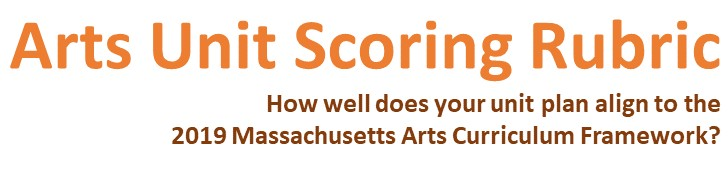 Arts Unit Scoring Rubric
How well does your unit plan align to the
2019 Massachusetts Arts Curriculum Framework?